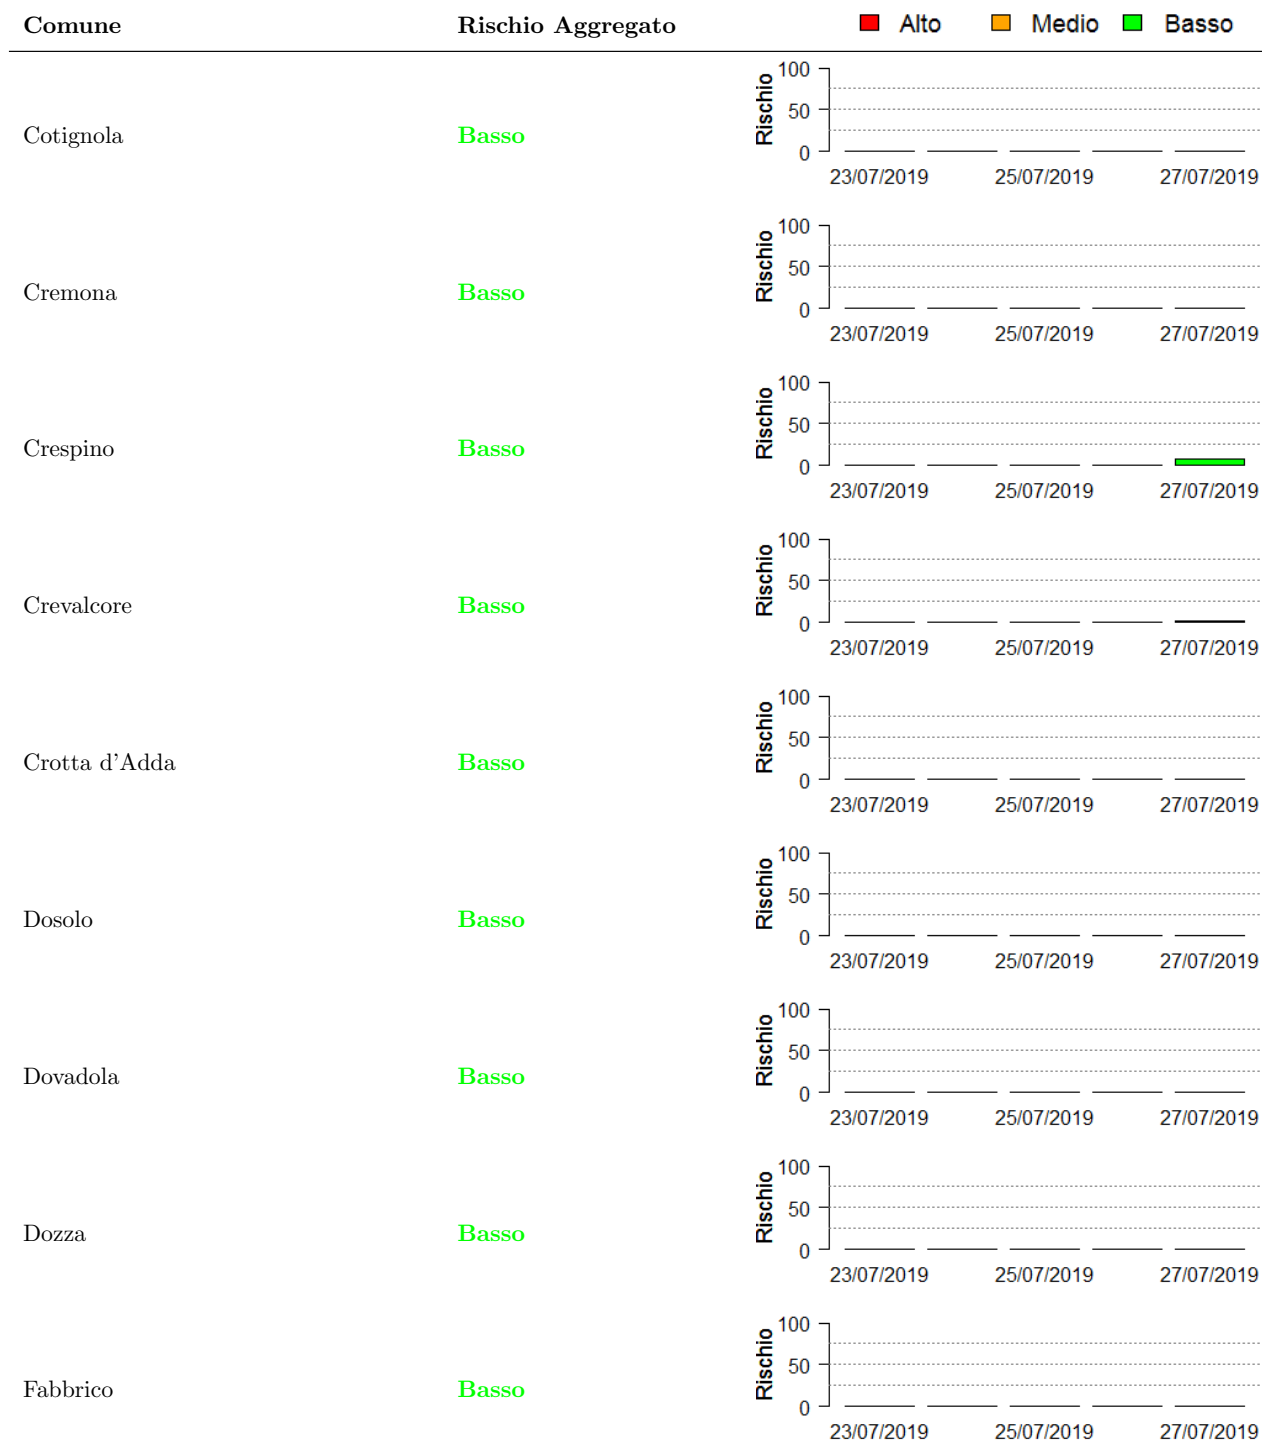 Comune Rischio Aggregato Alto Medio Basso
100
50
0
Rischio
Cotignola Basso
23/07/2019 25/07/2019 27/07/2019
100
50
0
Rischio
Cremona Basso
23/07/2019 25/07/2019 27/07/2019
100
50
0
Rischio
Crespino Basso
23/07/2019 25/07/2019 27/07/2019
100
50
0
Rischio
Crevalcore Basso
23/07/2019 25/07/2019 27/07/2019
100
50
0
Rischio
Crotta d'Adda Basso
23/07/2019 25/07/2019 27/07/2019
100
50
0
Rischio
Dosolo Basso
23/07/2019 25/07/2019 27/07/2019
100
50
0
Rischio
Dovadola Basso
23/07/2019 25/07/2019 27/07/2019
100
50
0
Rischio
Dozza Basso
23/07/2019 25/07/2019 27/07/2019
100
50
0
Rischio
Fabbrico Basso
23/07/2019 25/07/2019 27/07/2019